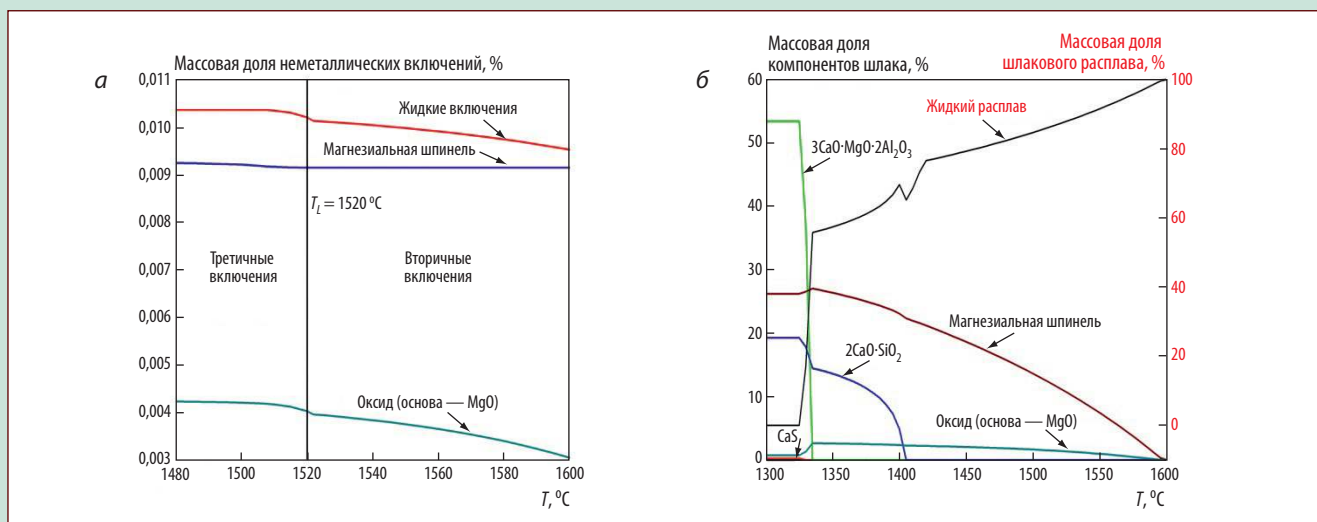 а
Массовая доля неметаллических включений, %
0,011
0,010
0,009
0,008
0,007
0,006
0,005
0,004
0,003
Жидкие включения
Магнезиальная шпинель
T_L = 1520 ºC
Третичные
включения
Вторичные
включения
Оксид (основа — MgO)
1480 1500 1520 1540 1560 1580 1600
T, ºC
б
Массовая доля
компонентов шлака, %
Массовая доля
шлакового расплава, %
60
50
40
30
20
10
0
Жидкий расплав
3CaO·MgO·2Al₂O₃
Магнезиальная шпинель
2CaO·SiO₂
Оксид (основа — MgO)
CaS
100
80
60
40
20
0
1300 1350 1400 1450 1500 1550 1600
T, ºC